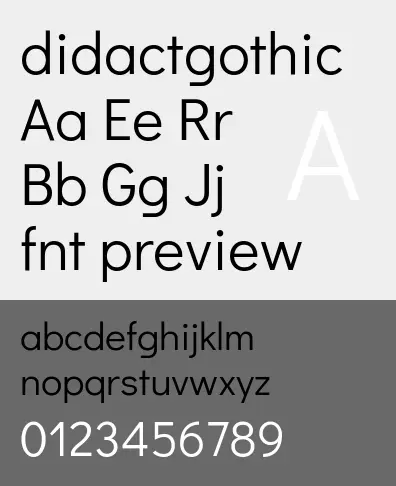 didactgothic
Aa Ee Rr
A
Bb Gg Jj
fnt preview
abcdefghijklm
nopqrstuvwxyz
0123456789